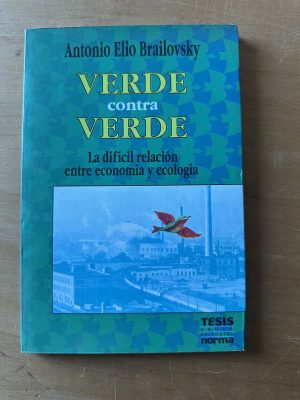 Antonio Elio Brailovsky
VERDE
contra
VERDE
La difícil relación
entre economía y ecología
TESIS
norma